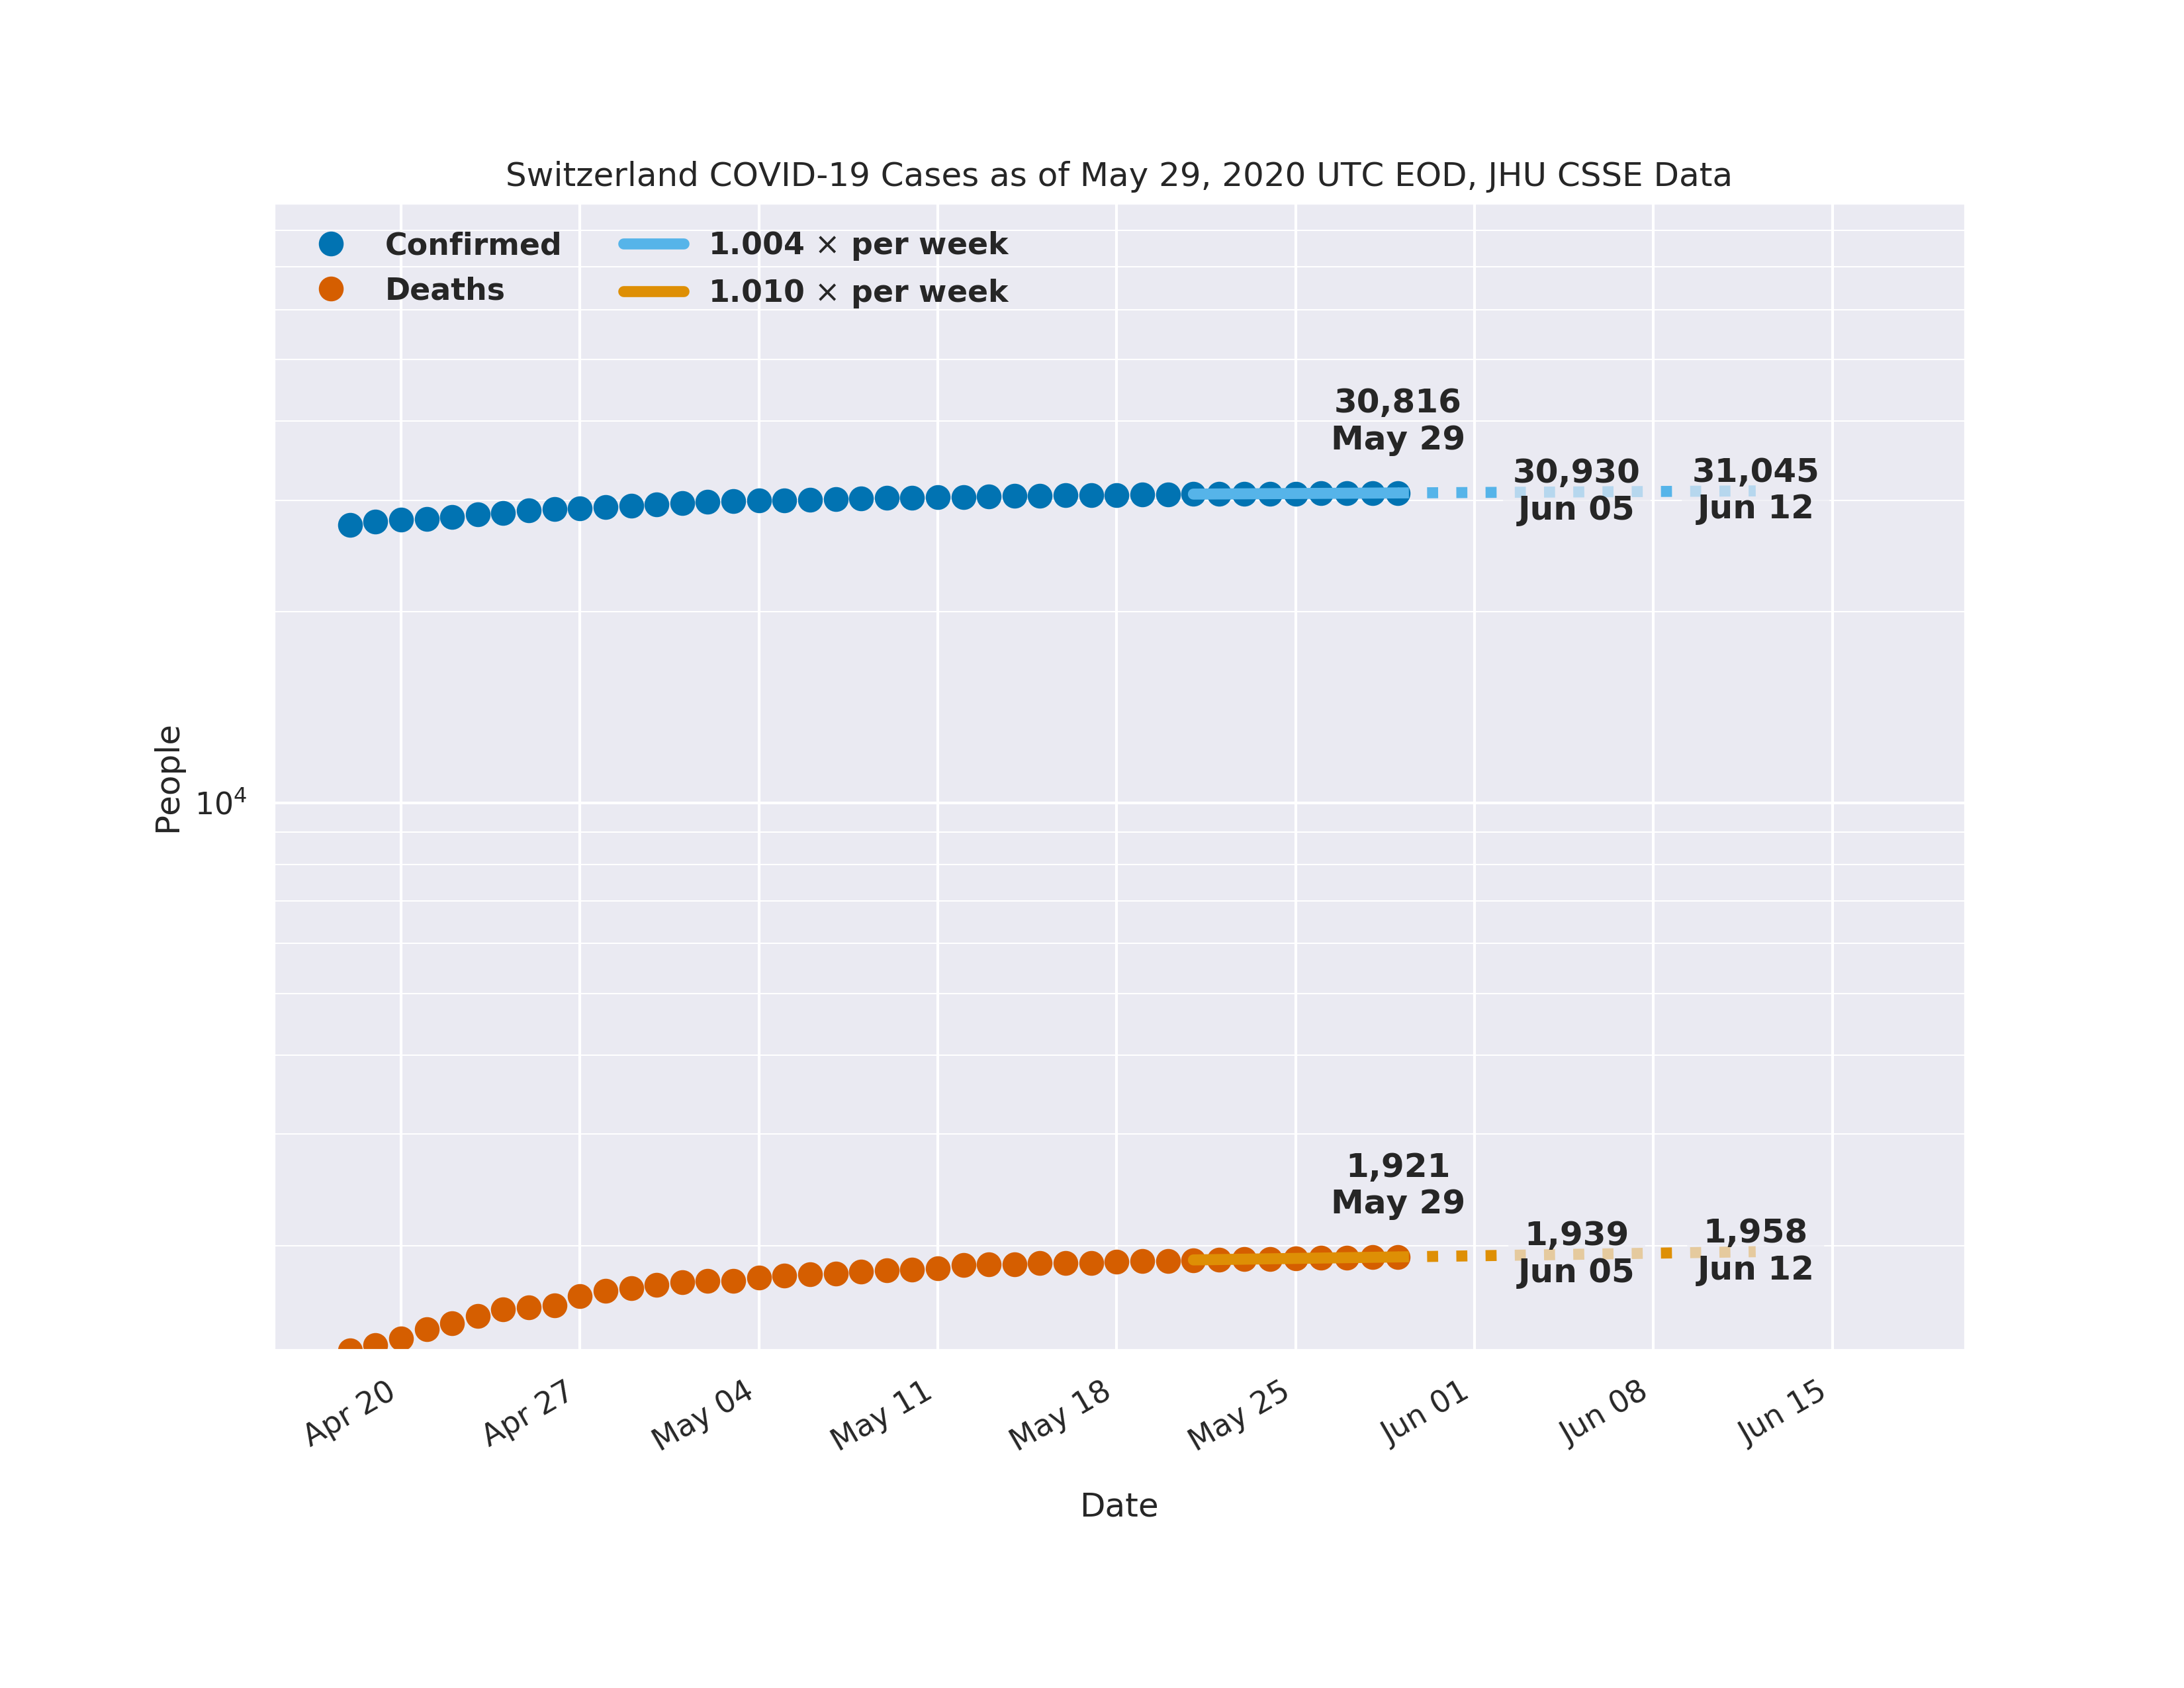 Switzerland COVID-19 Cases as of May 29, 2020 UTC EOD, JHU CSSE Data
Confirmed
Deaths
1.004 × per week
1.010 × per week
30,816
May 29
30,930
Jun 05
31,045
Jun 12
People
10⁴
1,921
May 29
1,939
Jun 05
1,958
Jun 12
Apr 20
Apr 27
May 04
May 11
May 18
May 25
Jun 01
Jun 08
Jun 15
Date